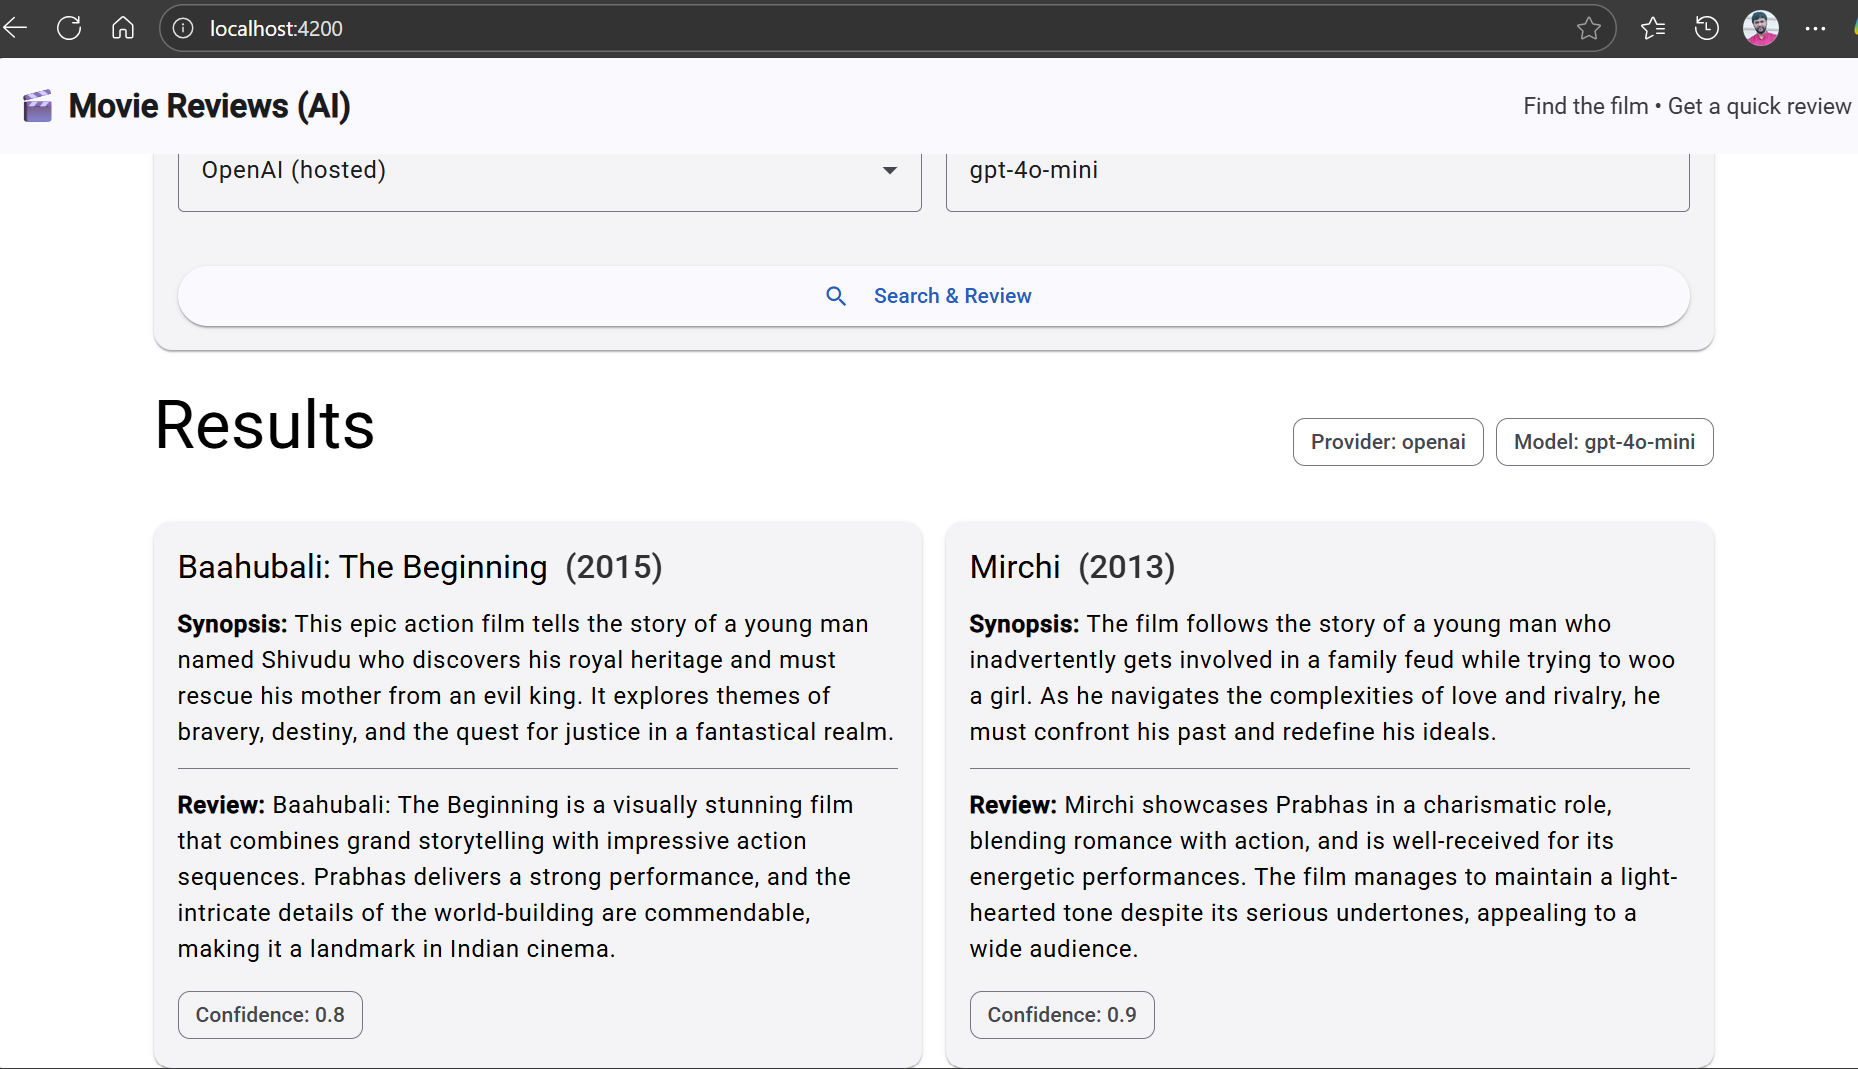 localhost:4200
Movie Reviews (AI)
Find the film • Get a quick review
OpenAI (hosted)
gpt-4o-mini
Search & Review
Results
Provider: openai
Model: gpt-4o-mini
Baahubali: The Beginning (2015)
Synopsis: This epic action film tells the story of a young man
named Shivudu who discovers his royal heritage and must
rescue his mother from an evil king. It explores themes of
bravery, destiny, and the quest for justice in a fantastical realm.
Review: Baahubali: The Beginning is a visually stunning film
that combines grand storytelling with impressive action
sequences. Prabhas delivers a strong performance, and the
intricate details of the world-building are commendable,
making it a landmark in Indian cinema.
Confidence: 0.8
Mirchi (2013)
Synopsis: The film follows the story of a young man who
inadvertently gets involved in a family feud while trying to woo
a girl. As he navigates the complexities of love and rivalry, he
must confront his past and redefine his ideals.
Review: Mirchi showcases Prabhas in a charismatic role,
blending romance with action, and is well-received for its
energetic performances. The film manages to maintain a light-
hearted tone despite its serious undertones, appealing to a
wide audience.
Confidence: 0.9